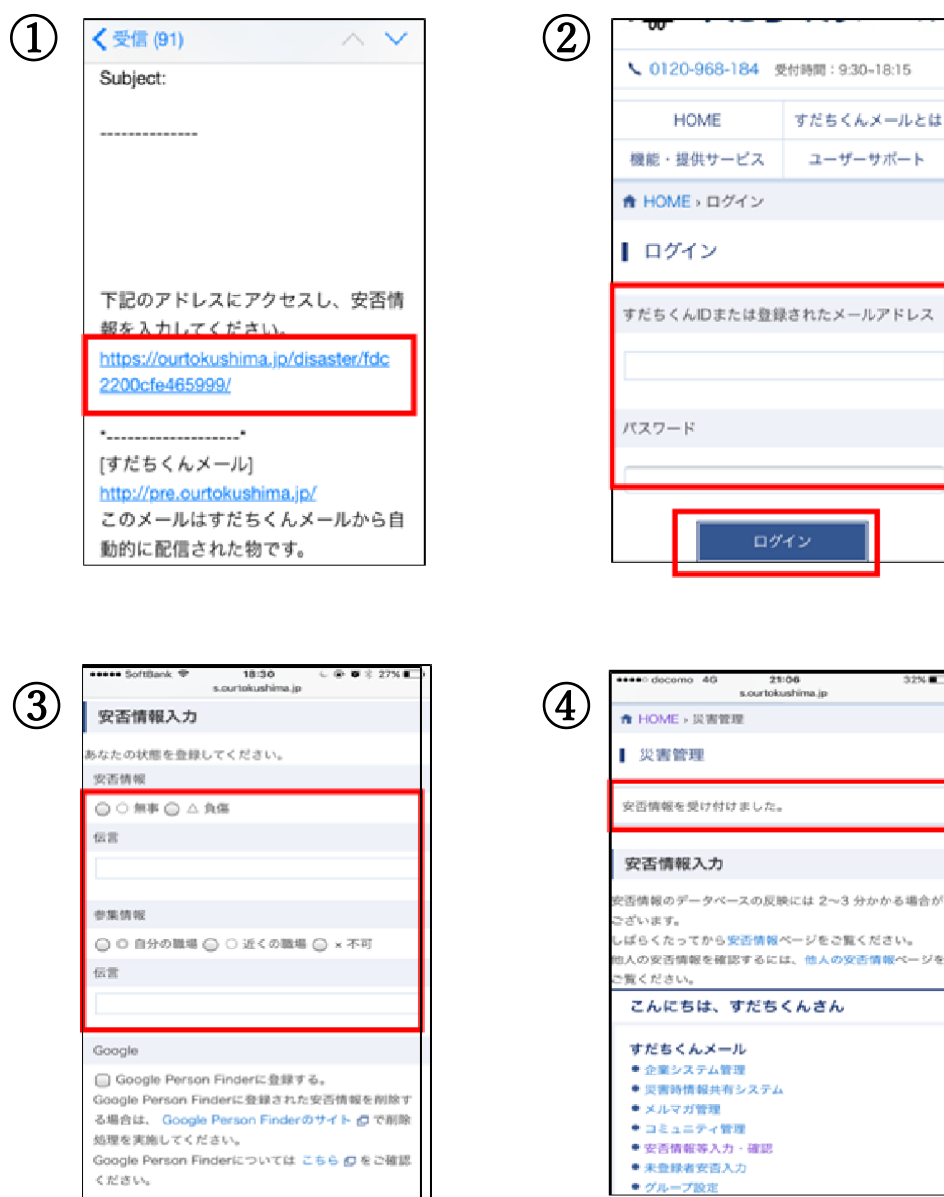 ①
受信 (91)
Subject:
--------------
下記のアドレスにアクセスし、安否情
報を入力してください。
https://ourtokushima.jp/disaster/fdc
2200cfe465999/
*-------------------*
[すだちくんメール]
http://pre.ourtokushima.jp/
このメールはすだちくんメールから自
動的に配信された物です。
②
0120-968-184 受付時間：9:30~18:15
HOME すだちくんメールとは
機能・提供サービス ユーザーサポート
HOME › ログイン
ログイン
すだちくんIDまたは登録されたメールアドレス
パスワード
ログイン
③
SoftBank 18:30 27%
s.ourtokushima.jp
安否情報入力
あなたの状態を登録してください。
安否情報
○ 無事 △ 負傷
伝言
参集情報
◎ 自分の職場 ○ 近くの職場 × 不可
伝言
Google
Google Person Finderに登録する。
Google Person Finderに登録された安否情報を削除す
る場合は、 Google Person Finderのサイト で削除
処理を実施してください。
Google Person Finderについては こちら をご確認
ください。
④
docomo 4G 21:06 32%
s.ourtokushima.jp
HOME › 災害管理
災害管理
安否情報を受け付けました。
安否情報入力
安否情報のデータベースの反映には 2〜3 分かかる場合が
ございます。
しばらくたってから安否情報ページをご覧ください。
他人の安否情報を確認するには、他人の安否情報ページを
ご覧ください。
こんにちは、すだちくんさん
すだちくんメール
企業システム管理
災害時情報共有システム
メルマガ管理
コミュニティ管理
安否情報等入力・確認
未登録者安否入力
グループ設定